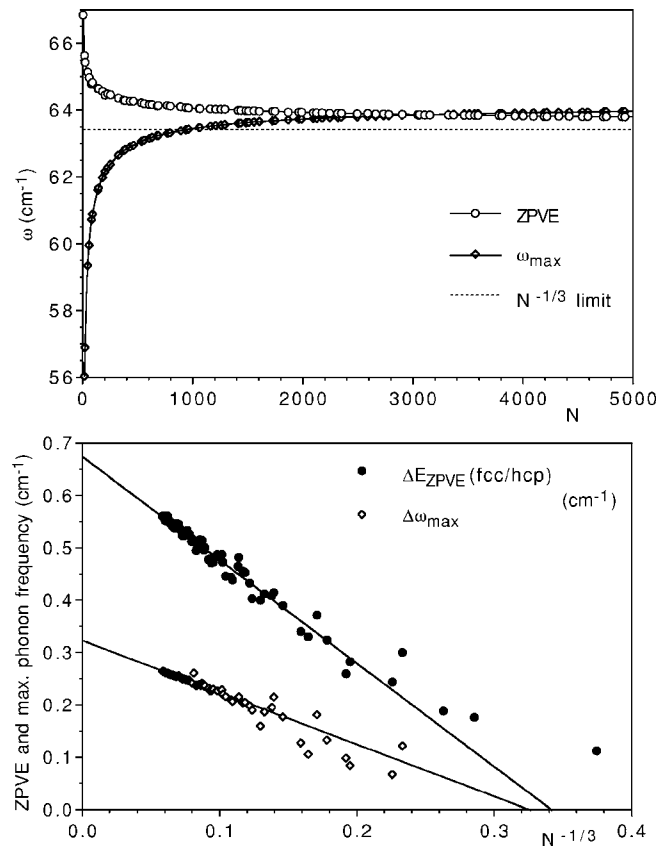 66
64
62
60
58
56
ω (cm-1)
ZPVE
ωmax
N -1/3 limit
0
1000
2000
3000
4000
5000
N
0.7
0.6
0.5
0.4
0.3
0.2
0.1
0.0
ZPVE and max. phonon frequency (cm-1)
ΔEZPVE (fcc/hcp)
(cm-1)
Δωmax
0.0
0.1
0.2
0.3
0.4
N -1/3